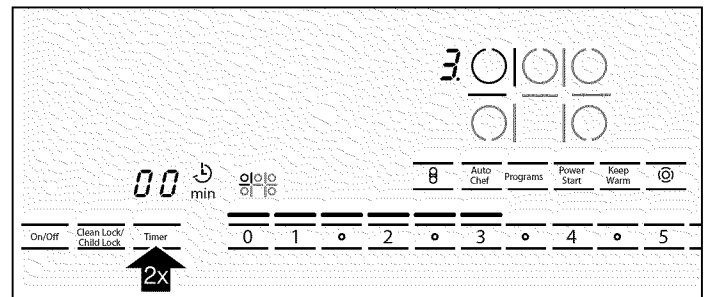 3.
00 min
Auto Chef Programs Power Start Keep Warm
On/Off Clean Lock/ Child Lock Timer 0 1 2 3 4 5
2x